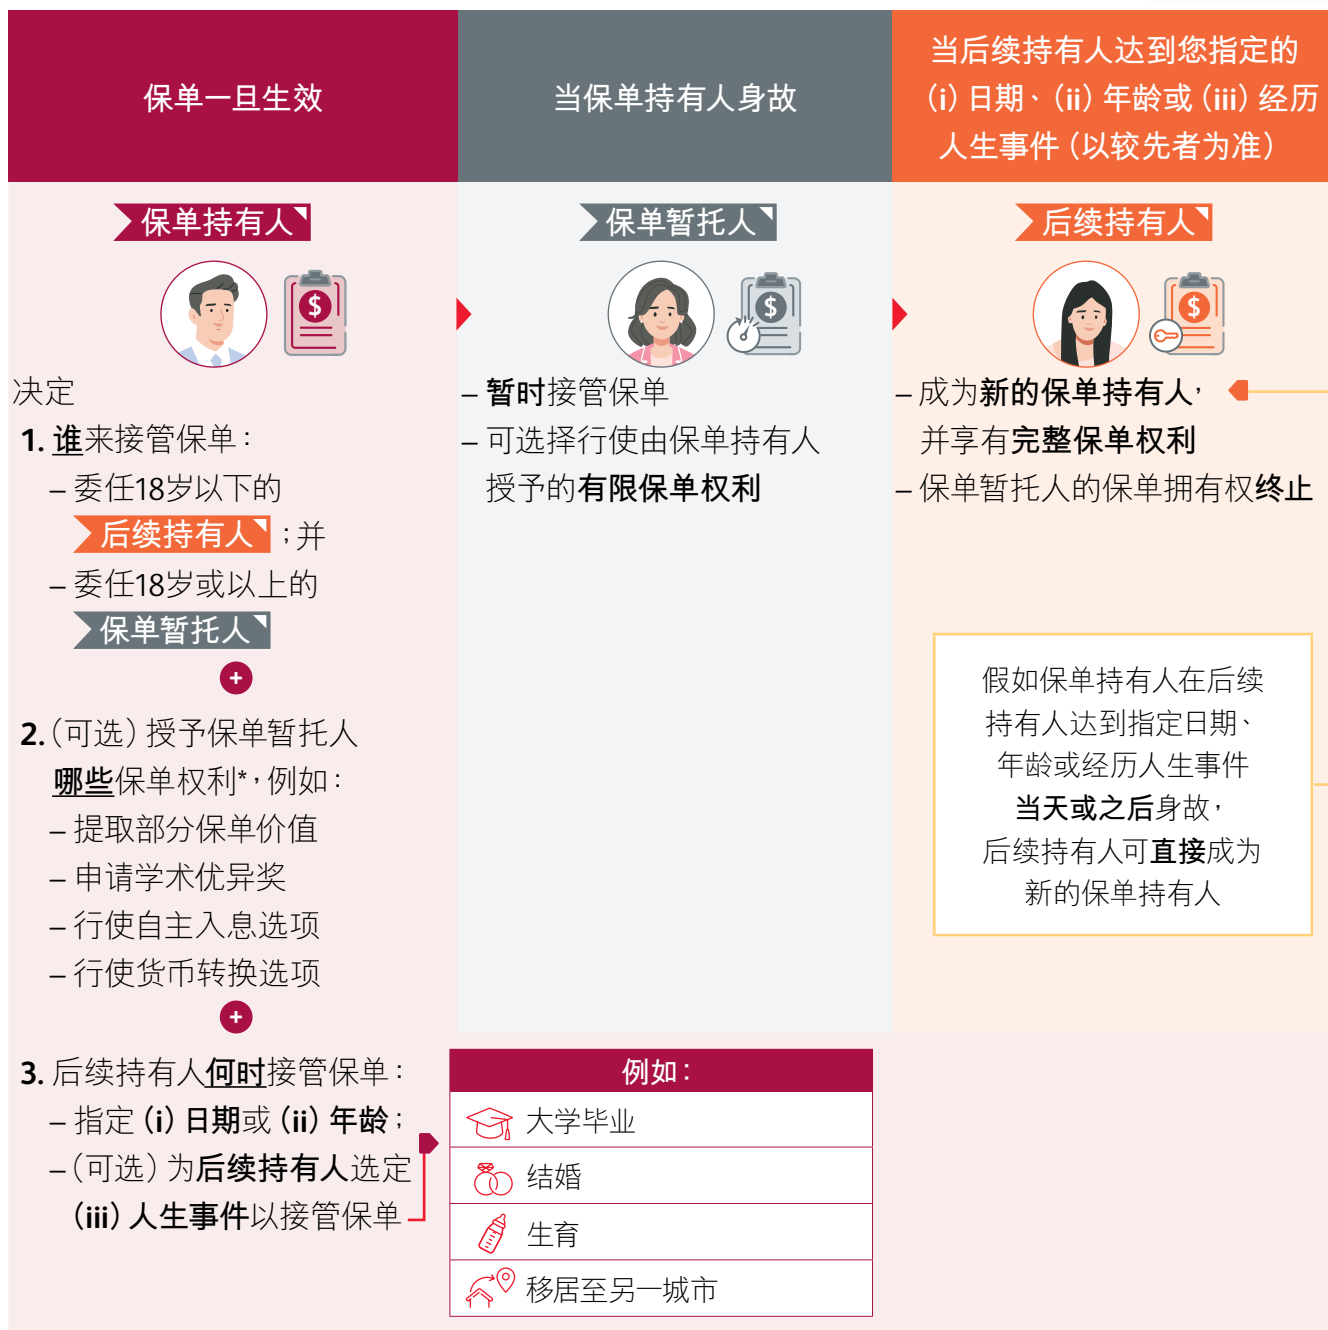 保单一旦生效
当保单持有人身故
当后续持有人达到您指定的
(i) 日期、(ii) 年龄或 (iii) 经历
人生事件（以较先者为准）
保单持有人
$
决定
1. 谁来接管保单：
– 委任18岁以下的
后续持有人；并
– 委任18岁或以上的
保单暂托人
+
2.（可选）授予保单暂托人
哪些保单权利*，例如：
– 提取部分保单价值
– 申请学术优异奖
– 行使自主入息选项
– 行使货币转换选项
+
3. 后续持有人何时接管保单：
– 指定 (i) 日期或 (ii) 年龄；
–（可选）为后续持有人选定
(iii) 人生事件以接管保单
例如：
大学毕业
结婚
生育
移居至另一城市
保单暂托人
$
– 暂时接管保单
– 可选择行使由保单持有人
授予的有限保单权利
后续持有人
$
– 成为新的保单持有人，
并享有完整保单权利
– 保单暂托人的保单拥有权终止
假如保单持有人在后续
持有人达到指定日期、
年龄或经历人生事件
当天或之后身故，
后续持有人可直接成为
新的保单持有人